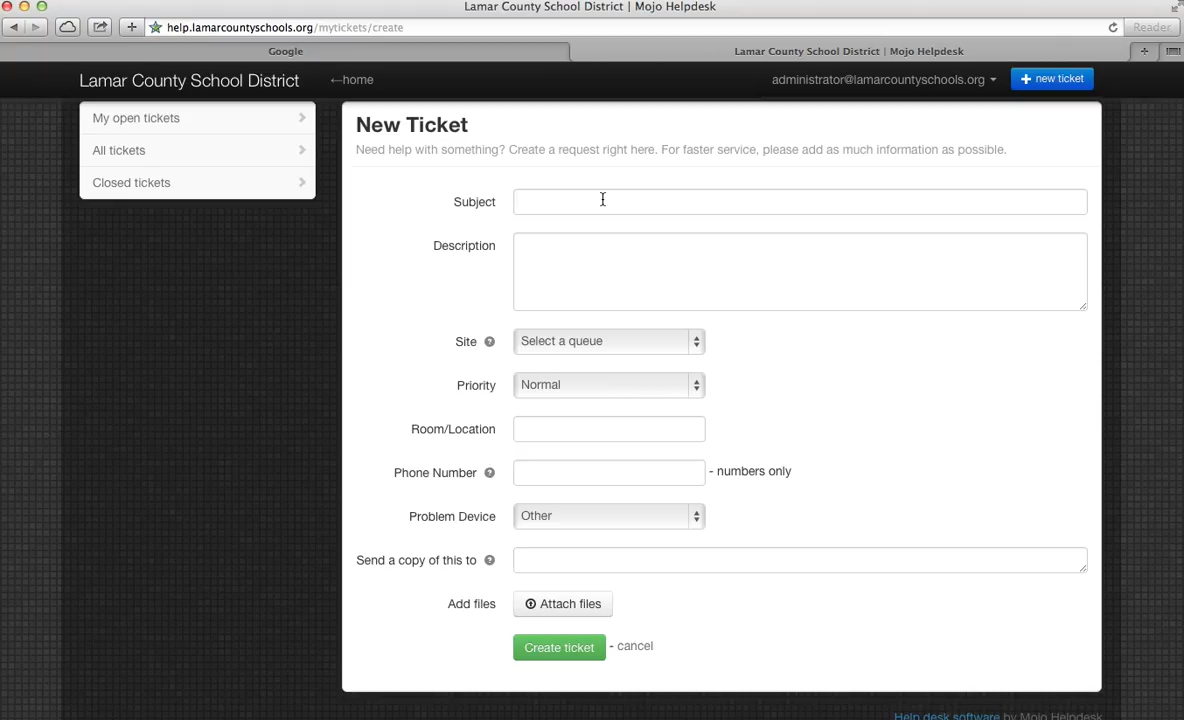 Lamar County School District | Mojo Helpdesk
help.lamarcountyschools.org/mytickets/create
Reader
Google
Lamar County School District | Mojo Helpdesk
Lamar County School District
←home
administrator@lamarcountyschools.org
+ new ticket
My open tickets
All tickets
Closed tickets
New Ticket
Need help with something? Create a request right here. For faster service, please add as much information as possible.
Subject
Description
Site ?
Select a queue
Priority
Normal
Room/Location
Phone Number ?
- numbers only
Problem Device
Other
Send a copy of this to ?
Add files
Attach files
Create ticket
- cancel
Help desk software by Mojo Helpdesk